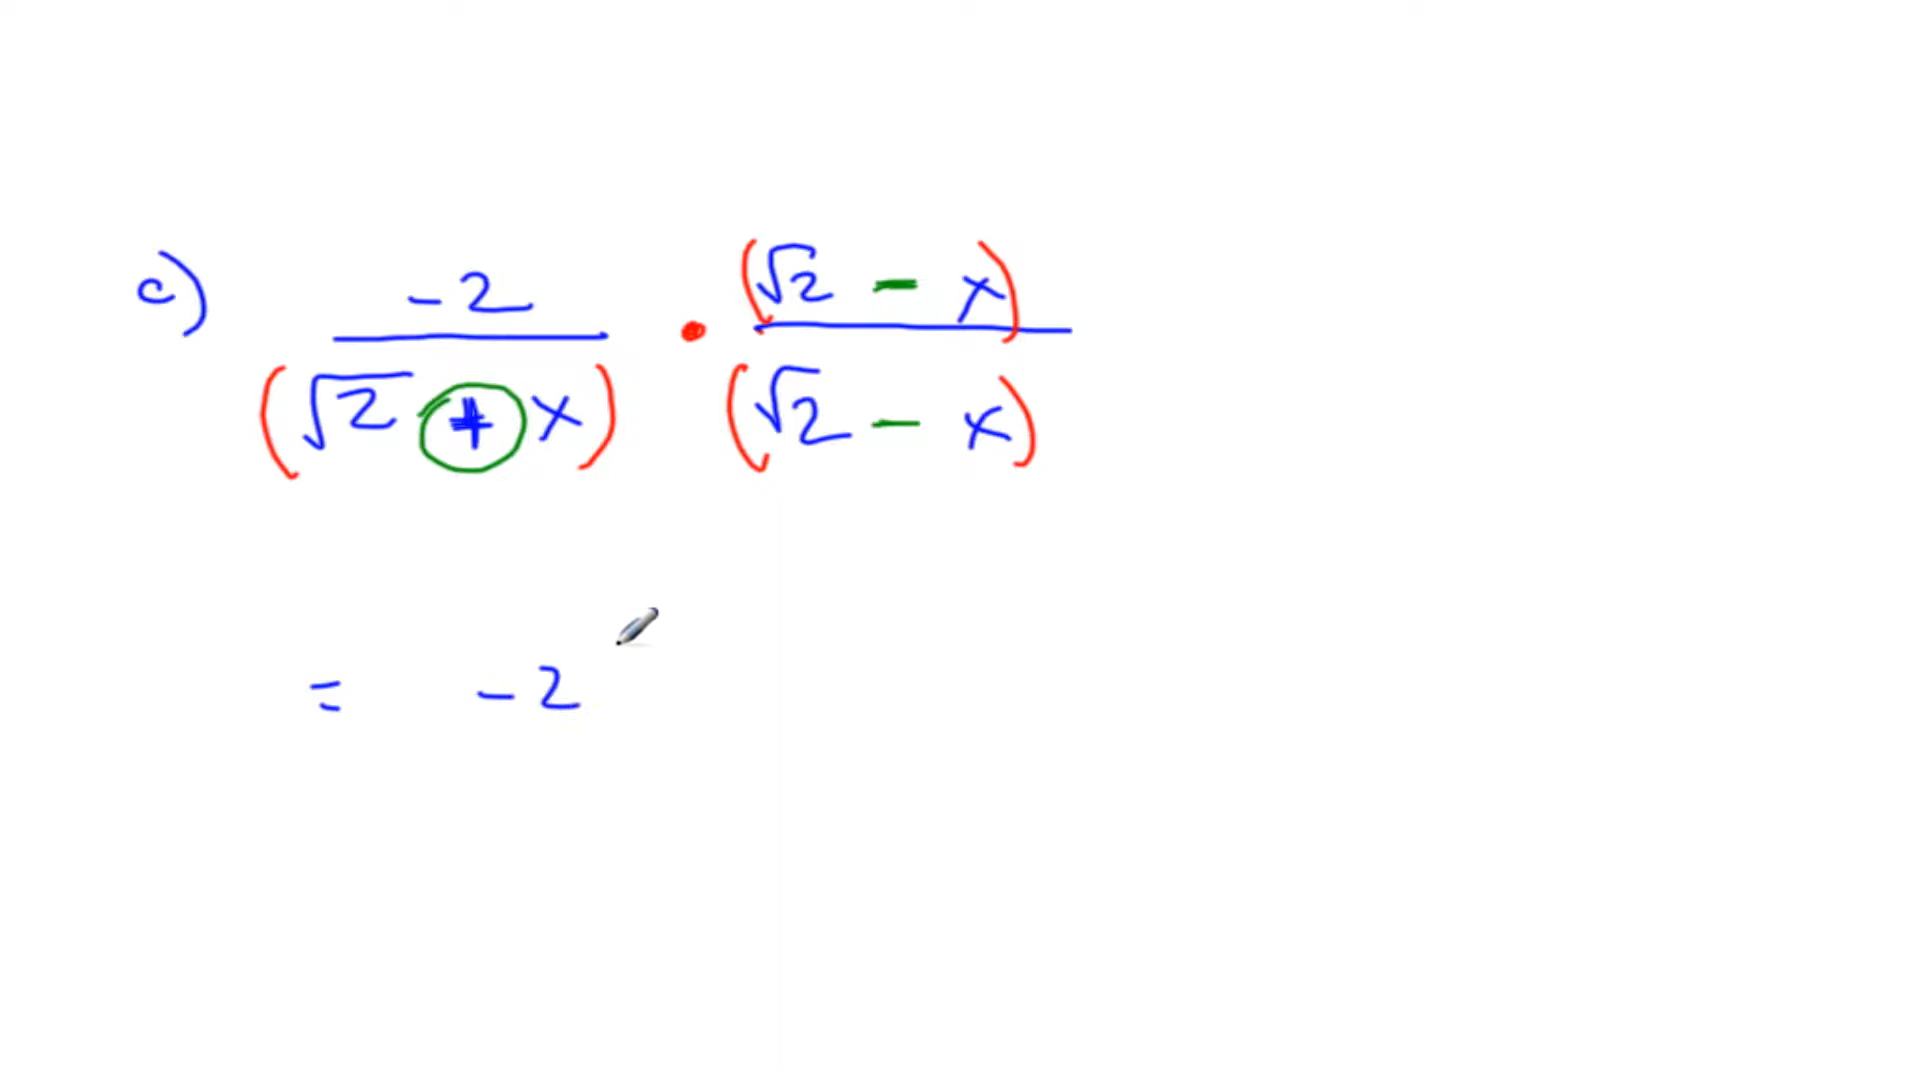 c) -2/(√2 + x) • (√2 - x)/(√2 - x)
= -2